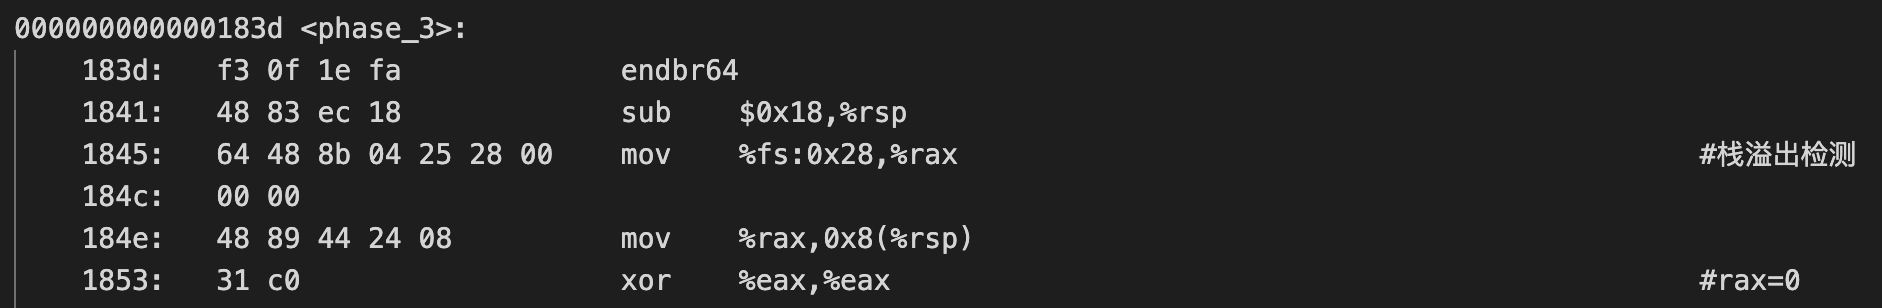 000000000000183d <phase_3>:
183d: f3 0f 1e fa endbr64
1841: 48 83 ec 18 sub $0x18,%rsp
1845: 64 48 8b 04 25 28 00 mov %fs:0x28,%rax #栈溢出检测
184c: 00 00
184e: 48 89 44 24 08 mov %rax,0x8(%rsp)
1853: 31 c0 xor %eax,%eax #rax=0